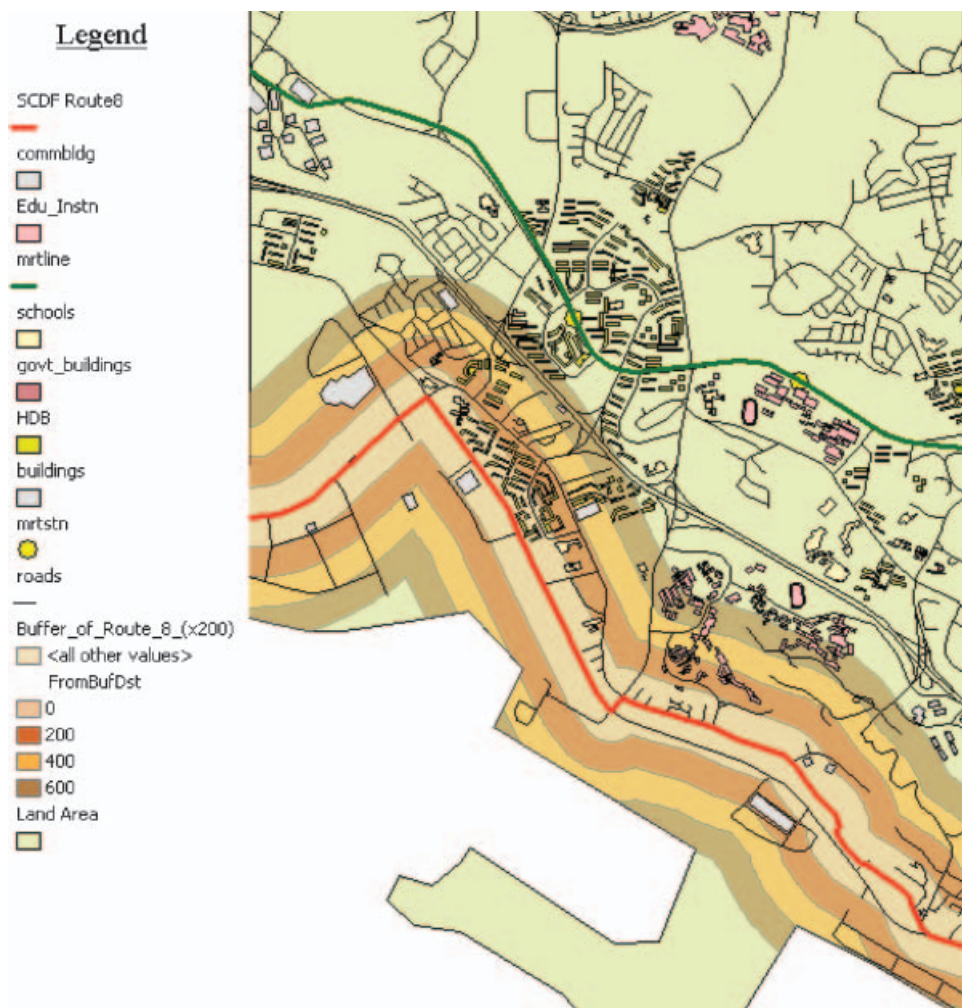 Legend
SCDF Route8
commbldg
Edu_Instn
mrtline
schools
govt_buildings
HDB
buildings
mrtstn
roads
Buffer_of_Route_8_(x200)
<all other values>
FromBufDst
0
200
400
600
Land Area